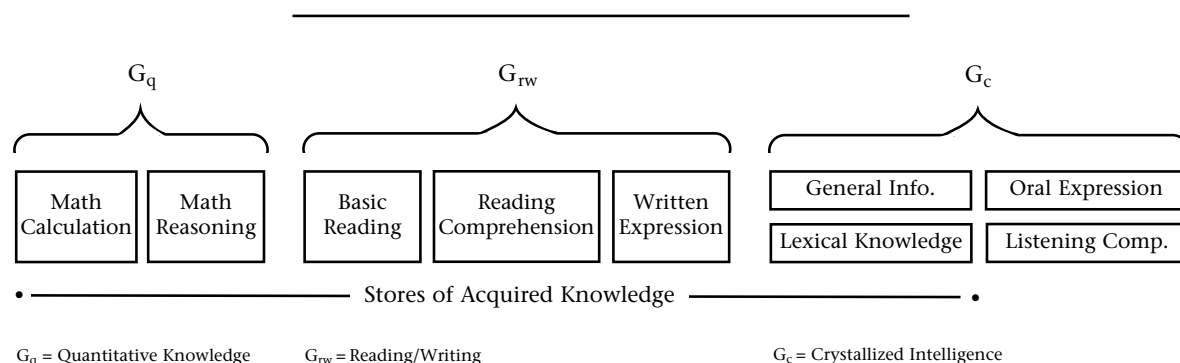 Gq Grw Gc
Math Calculation
Math Reasoning
Basic Reading
Reading Comprehension
Written Expression
General Info.
Oral Expression
Lexical Knowledge
Listening Comp.
Stores of Acquired Knowledge
Gq = Quantitative Knowledge
Grw = Reading/Writing
Gc = Crystallized Intelligence